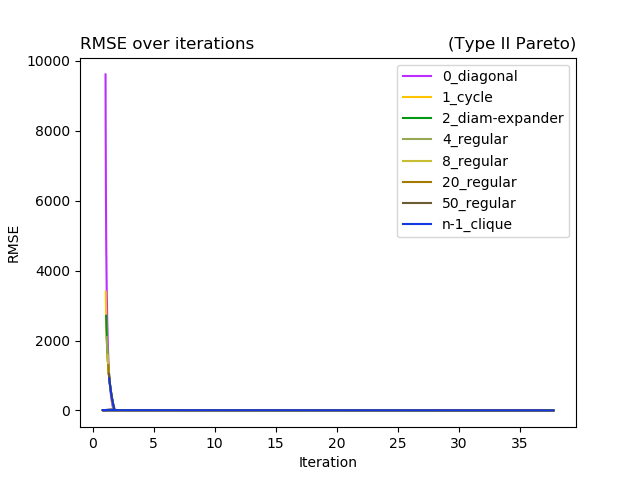 RMSE over iterations (Type II Pareto)
10000
8000
6000
4000
2000
0
RMSE
0_diagonal
1_cycle
2_diam-expander
4_regular
8_regular
20_regular
50_regular
n-1_clique
0 5 10 15 20 25 30 35
Iteration